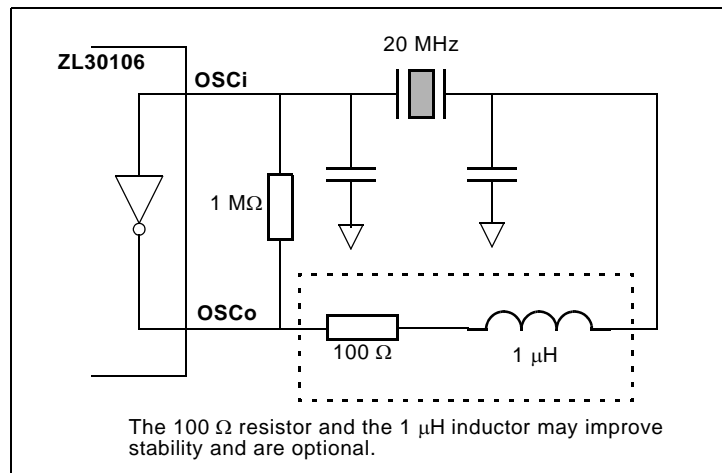 20 MHz
ZL30106
OSCi
1 MΩ
OSCo
100 Ω
1 μH
The 100 Ω resistor and the 1 μH inductor may improve
stability and are optional.